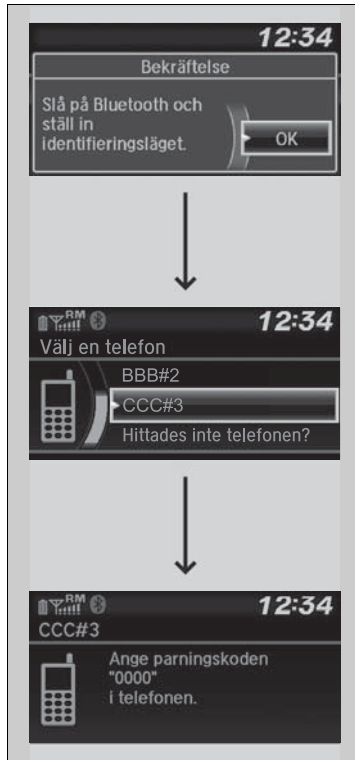 12:34
Bekräftelse
Slå på Bluetooth och
ställ in
identifieringsläget.
OK
RM
12:34
Välj en telefon
BBB#2
CCC#3
Hittades inte telefonen?
RM
12:34
CCC#3
Ange parningskoden
"0000"
i telefonen.